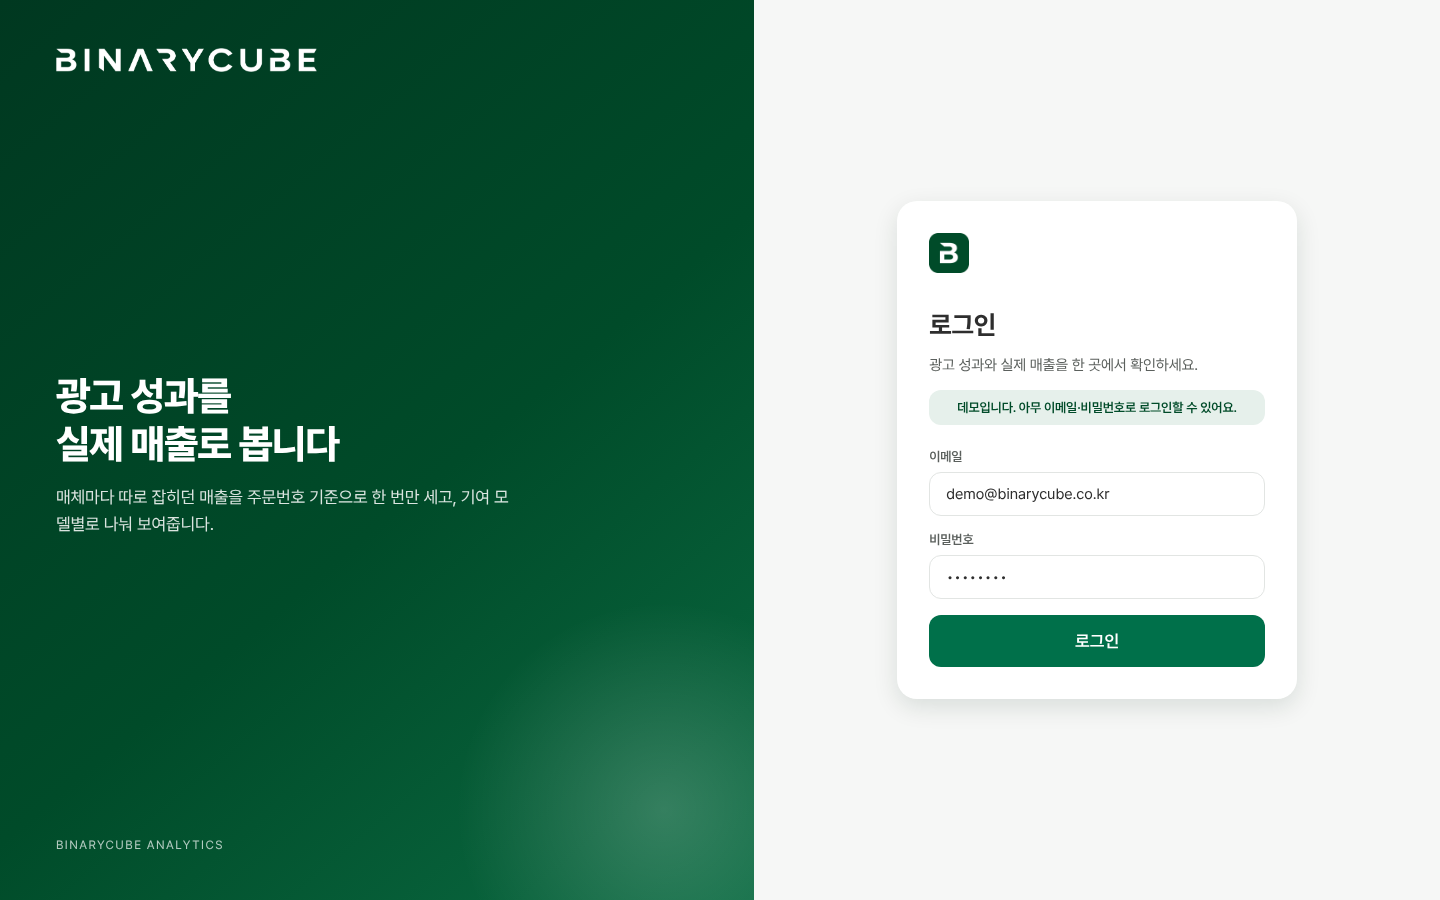 BINARYCUBE
광고 성과를
실제 매출로 봅니다
매체마다 따로 잡히던 매출을 주문번호 기준으로 한 번만 세고, 기여 모
델별로 나눠 보여줍니다.
BINARYCUBE ANALYTICS
B
로그인
광고 성과와 실제 매출을 한 곳에서 확인하세요.
데모입니다. 아무 이메일·비밀번호로 로그인할 수 있어요.
이메일
demo@binarycube.co.kr
비밀번호
••••••••
로그인